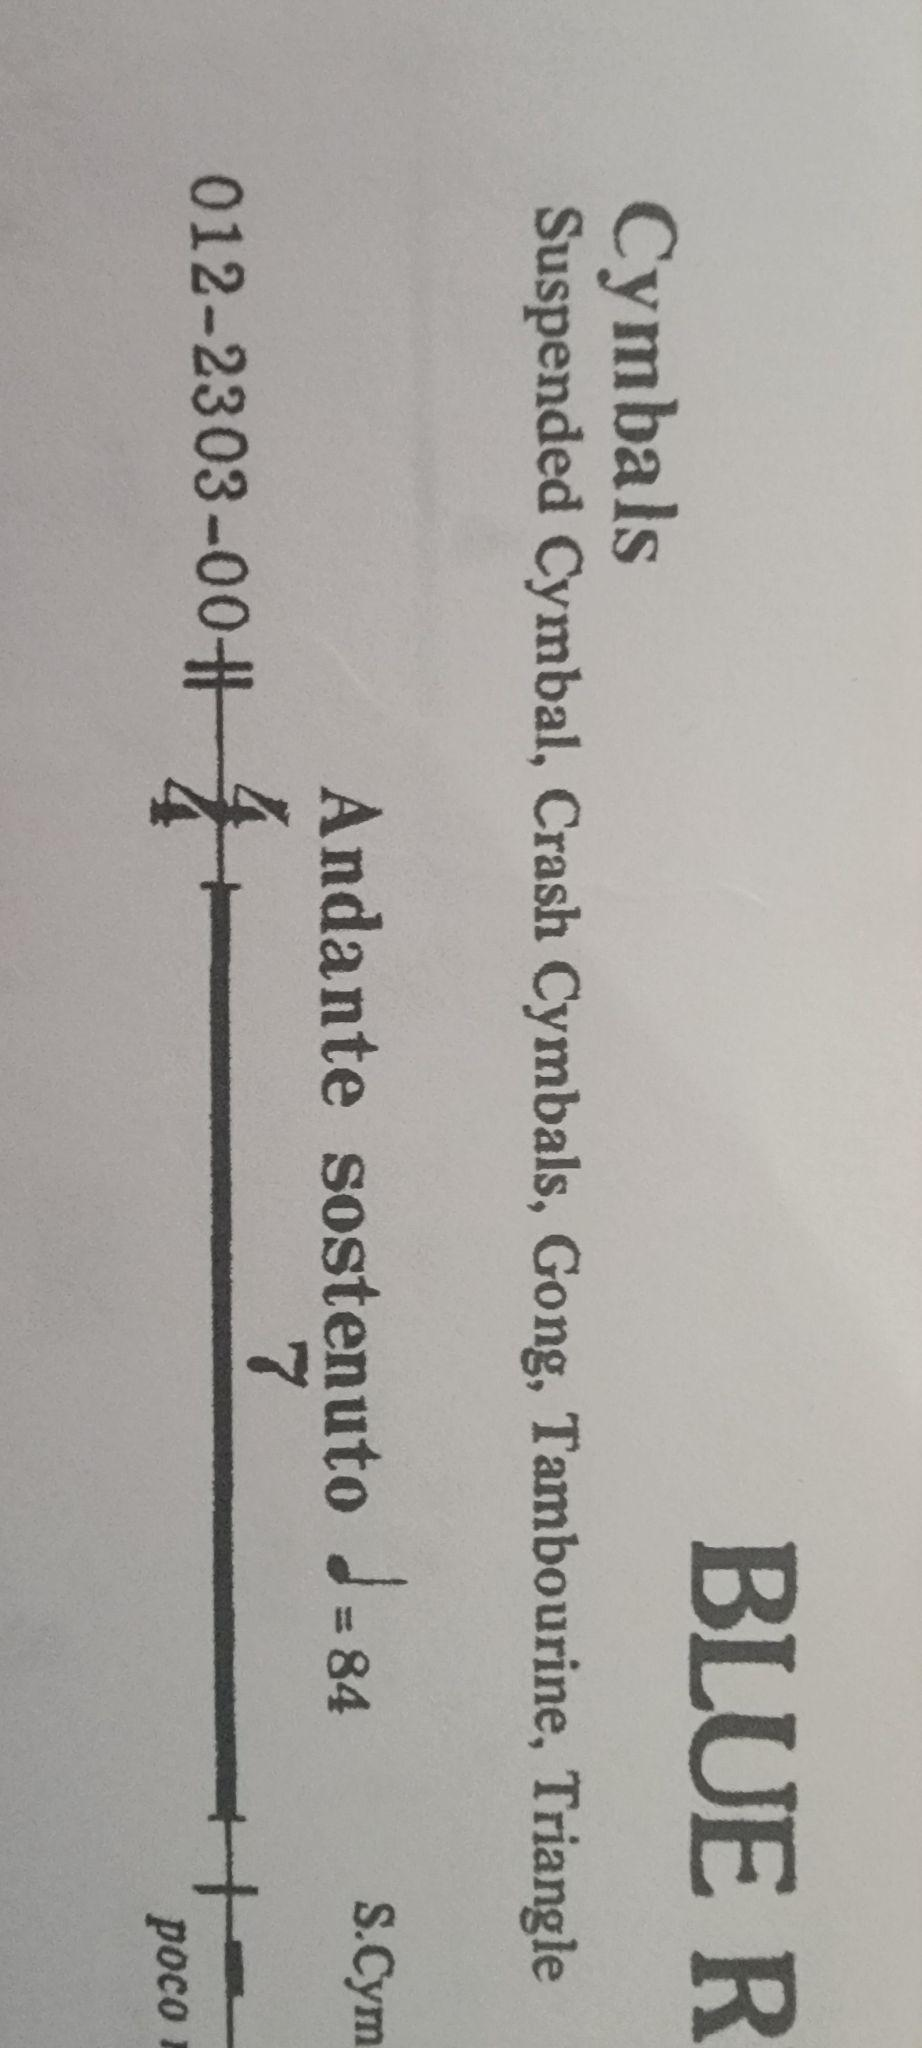 BLUE R
Cymbals
Suspended Cymbal, Crash Cymbals, Gong, Tambourine, Triangle
Andante sostenuto ♩=84
S.Cym
7
012-2303-00
4
4
poco